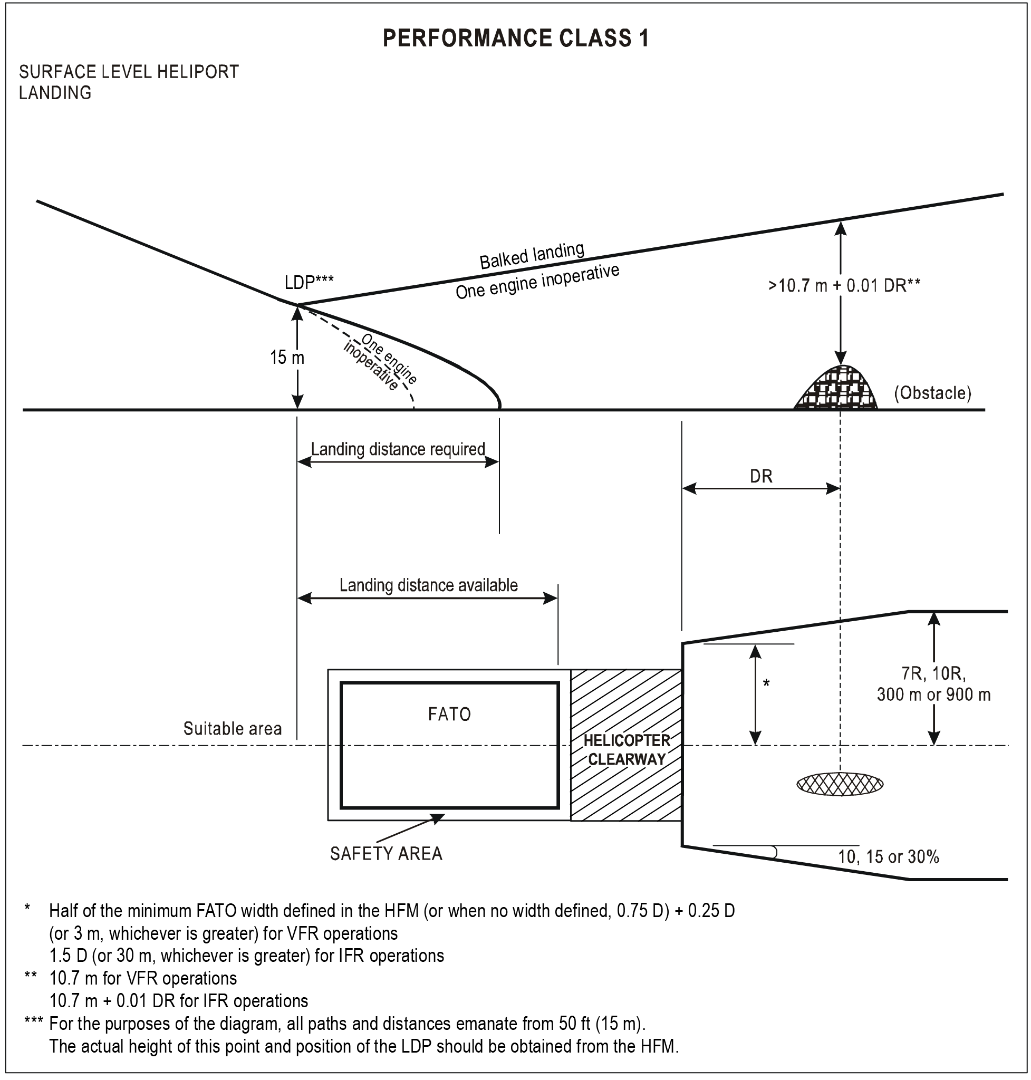 PERFORMANCE CLASS 1
SURFACE LEVEL HELIPORT
LANDING
Balked landing
One engine inoperative
LDP***
>10.7 m + 0.01 DR**
15 m
One engine
inoperative
(Obstacle)
Landing distance required
DR
Landing distance available
7R, 10R,
300 m or 900 m
*
FATO
Suitable area
HELICOPTER
CLEARWAY
SAFETY AREA
10, 15 or 30%
* Half of the minimum FATO width defined in the HFM (or when no width defined, 0.75 D) + 0.25 D
(or 3 m, whichever is greater) for VFR operations
1.5 D (or 30 m, whichever is greater) for IFR operations
** 10.7 m for VFR operations
10.7 m + 0.01 DR for IFR operations
*** For the purposes of the diagram, all paths and distances emanate from 50 ft (15 m).
The actual height of this point and position of the LDP should be obtained from the HFM.